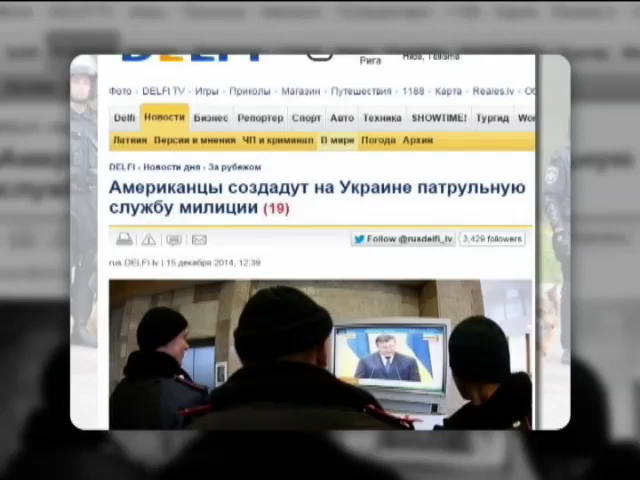 DELFI
Рига
Фото DELFI TV Игры Приколы Магазин Путешествия 1188 Карта Reales.lv
Delfi Новости Бизнес Репортер Спорт Авто Техника SHOWTIME! Тургид
Латвия Версии и мнения ЧП и криминал В мире Погода Архив
DELFI › Новости дня › За рубежом
Американцы создадут на Украине патрульную
службу милиции (19)
Follow @rusdelfi_lv 3,429 followers
rus.DELFI.lv | 15 декабря 2014, 12:39